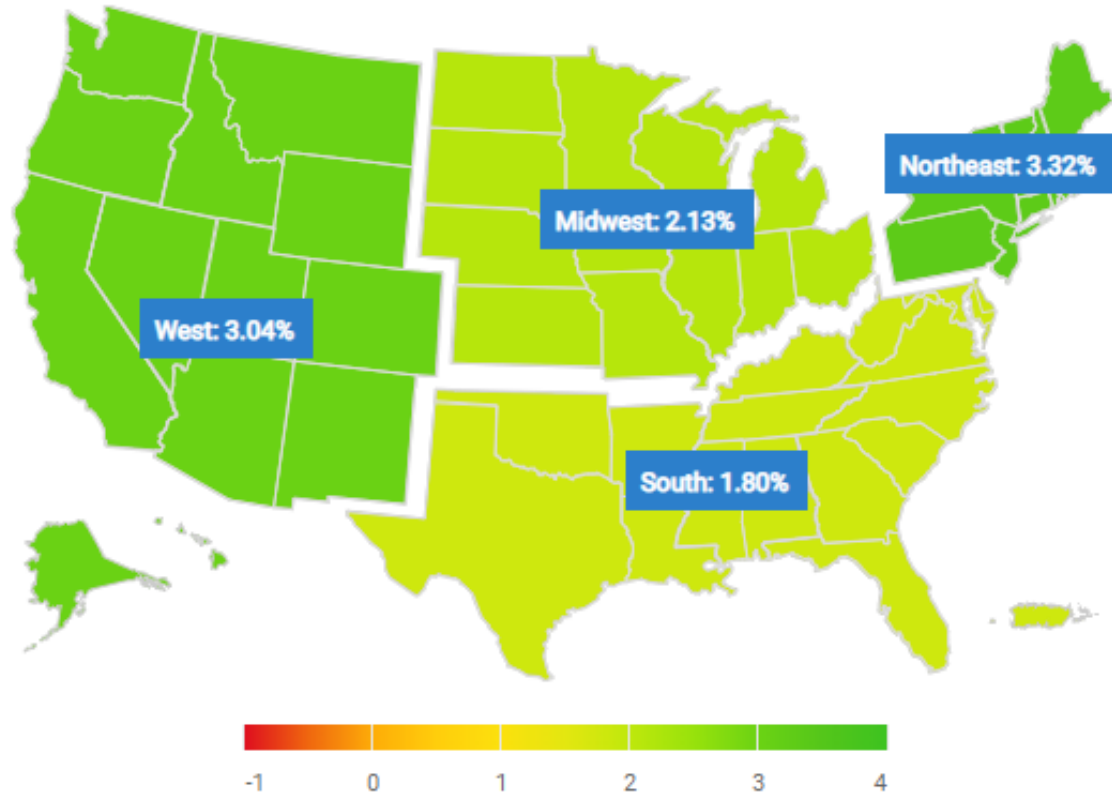 Northeast: 3.32%
Midwest: 2.13%
West: 3.04%
South: 1.80%
-1 0 1 2 3 4